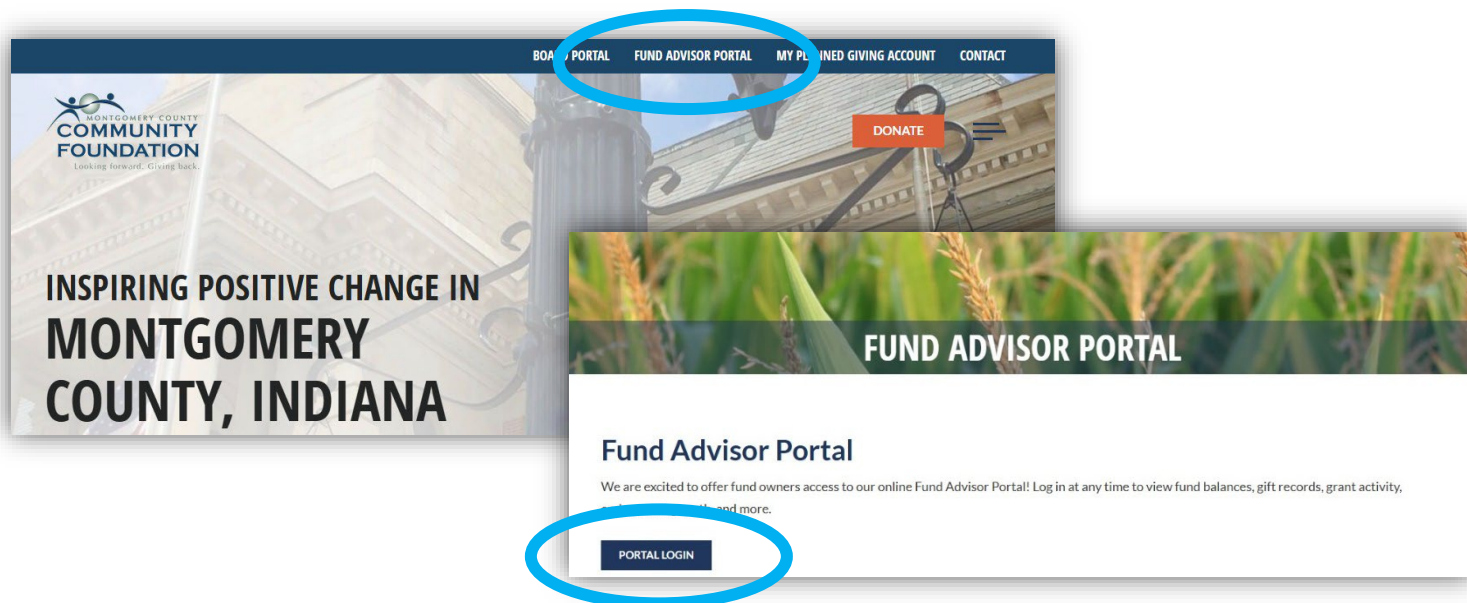 BOARD PORTAL FUND ADVISOR PORTAL MY PLANNED GIVING ACCOUNT CONTACT
MONTGOMERY COUNTY
COMMUNITY
FOUNDATION
Looking forward. Giving back.
DONATE
INSPIRING POSITIVE CHANGE IN
MONTGOMERY
COUNTY, INDIANA
FUND ADVISOR PORTAL
Fund Advisor Portal
We are excited to offer fund owners access to our online Fund Advisor Portal! Log in at any time to view fund balances, gift records, grant activity,
and more.
PORTAL LOGIN